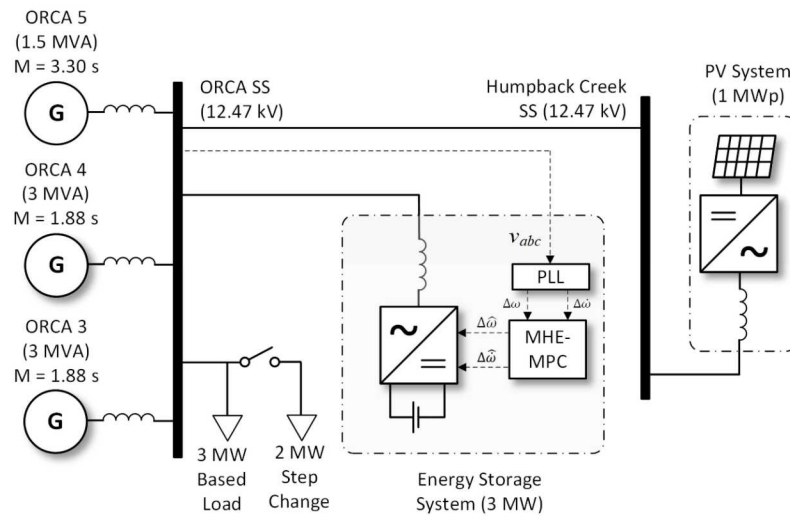 ORCA 5
(1.5 MVA)
M = 3.30 s
G
ORCA SS
(12.47 kV)
Humpback Creek
SS (12.47 kV)
PV System
(1 MWp)
ORCA 4
(3 MVA)
M = 1.88 s
G
v_abc
PLL
Δω
Δω̇
Δω̂
Δω̇̂
MHE-
MPC
ORCA 3
(3 MVA)
M = 1.88 s
G
3 MW
Based
Load
2 MW
Step
Change
Energy Storage
System (3 MW)